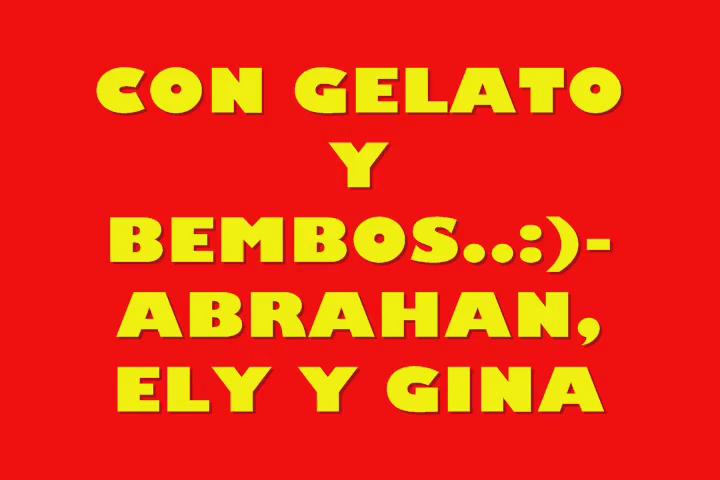 CON GELATO
Y
BEMBOS..:)-
ABRAHAN,
ELY Y GINA